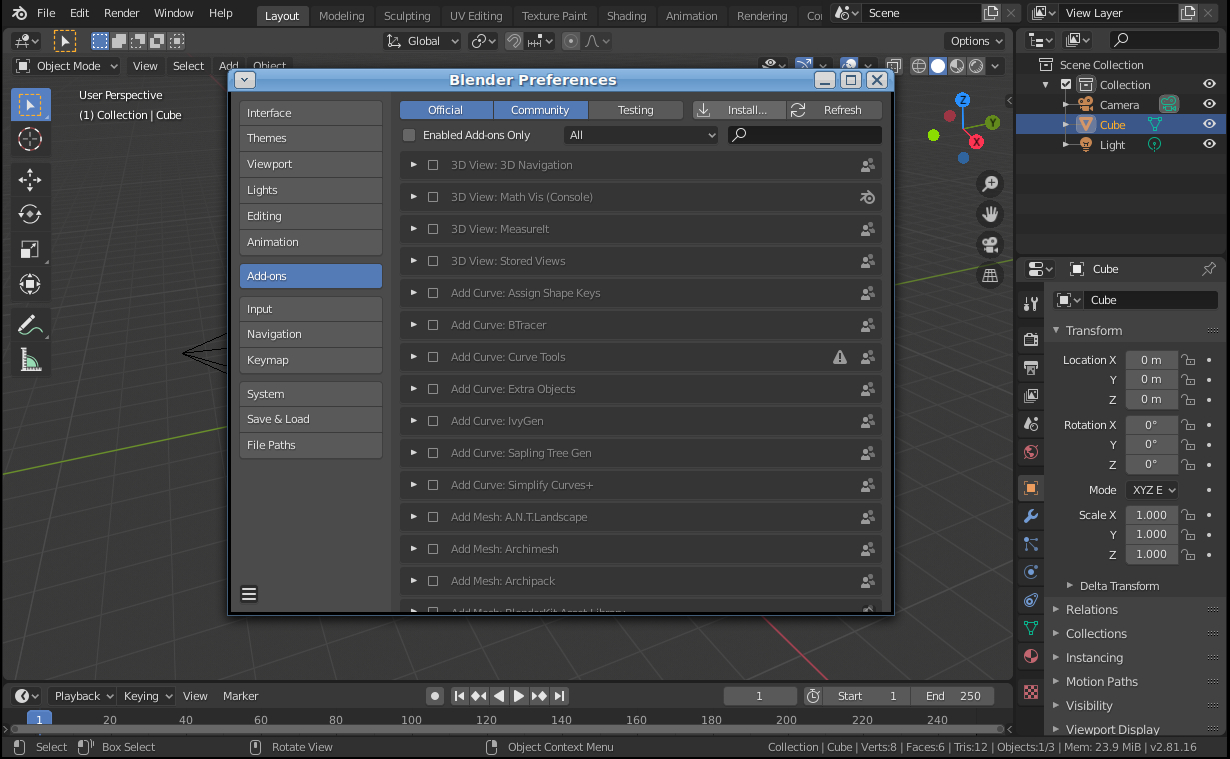 File Edit Render Window Help Layout Modeling Sculpting UV Editing Texture Paint Shading Animation Rendering Scene View Layer
Global Options
Object Mode View Select Add Object
User Perspective
(1) Collection | Cube
Z
Y
X
Blender Preferences
Interface
Themes
Viewport
Lights
Editing
Animation
Add-ons
Input
Navigation
Keymap
System
Save & Load
File Paths
Official Community Testing Install... Refresh
Enabled Add-ons Only All
3D View: 3D Navigation
3D View: Math Vis (Console)
3D View: MeasureIt
3D View: Stored Views
Add Curve: Assign Shape Keys
Add Curve: BTracer
Add Curve: Curve Tools
Add Curve: Extra Objects
Add Curve: IvyGen
Add Curve: Sapling Tree Gen
Add Curve: Simplify Curves+
Add Mesh: A.N.T.Landscape
Add Mesh: Archimesh
Add Mesh: Archipack
Add Mesh: BlenderKit Asset Library
Scene Collection
Collection
Camera
Cube
Light
Cube
Cube
Transform
Location X 0 m
Y 0 m
Z 0 m
Rotation X 0°
Y 0°
Z 0°
Mode XYZ E
Scale X 1.000
Y 1.000
Z 1.000
Delta Transform
Relations
Collections
Instancing
Motion Paths
Visibility
Viewport Display
Playback Keying View Marker 1 Start 1 End 250
1 20 40 60 80 100 120 140 160 180 200 220 240
Select Box Select Rotate View Object Context Menu Collection | Cube | Verts:8 | Faces:6 | Tris:12 | Objects:1/3 | Mem: 23.9 MiB | v2.81.16